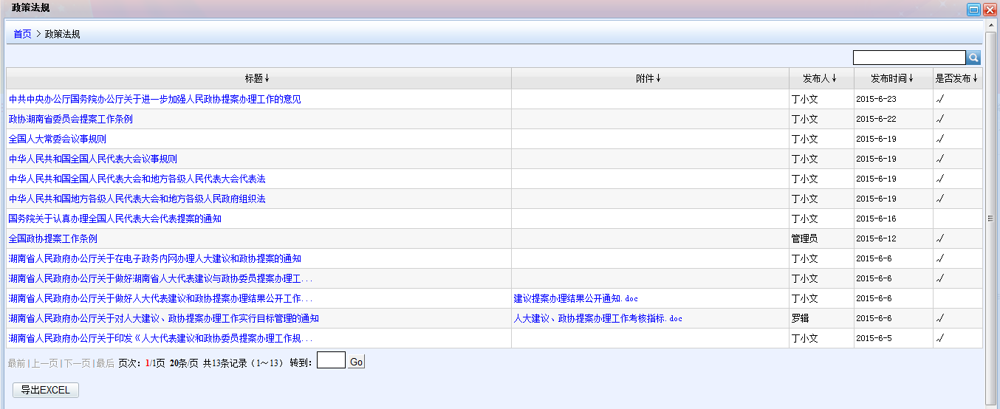 政策法规
首页 > 政策法规
标题↓ 附件↓ 发布人↓ 发布时间↓ 是否发布↓
中共中央办公厅国务院办公厅关于进一步加强人民政协提案办理工作的意见 丁小文 2015-6-23 √
政协湖南省委员会提案工作条例 丁小文 2015-6-22 √
全国人大常委会议事规则 丁小文 2015-6-19 √
中华人民共和国全国人民代表大会议事规则 丁小文 2015-6-19 √
中华人民共和国全国人民代表大会和地方各级人民代表大会代表法 丁小文 2015-6-19 √
中华人民共和国地方各级人民代表大会和地方各级人民政府组织法 丁小文 2015-6-19 √
国务院关于认真办理全国人民代表大会代表提案的通知 丁小文 2015-6-16
全国政协提案工作条例 管理员 2015-6-12 √
湖南省人民政府办公厅关于在电子政务内网办理人大建议和政协提案的通知 丁小文 2015-6-6 √
湖南省人民政府办公厅关于做好湖南省人大代表建议与政协委员提案办理工... 丁小文 2015-6-6 √
湖南省人民政府办公厅关于做好人大代表建议和政协提案办理结果公开工作... 建议提案办理结果公开通知.doc 丁小文 2015-6-6
湖南省人民政府办公厅关于对人大建议、政协提案办理工作实行目标管理的通知 人大建议、政协提案办理工作考核指标.doc 罗辑 2015-6-6 √
湖南省人民政府办公厅关于印发《人大代表建议和政协委员提案办理工作规... 丁小文 2015-6-5 √
最前|上一页|下一页|最后 页次：1/1页 20条/页 共13条记录（1～13） 转到： Go
导出EXCEL